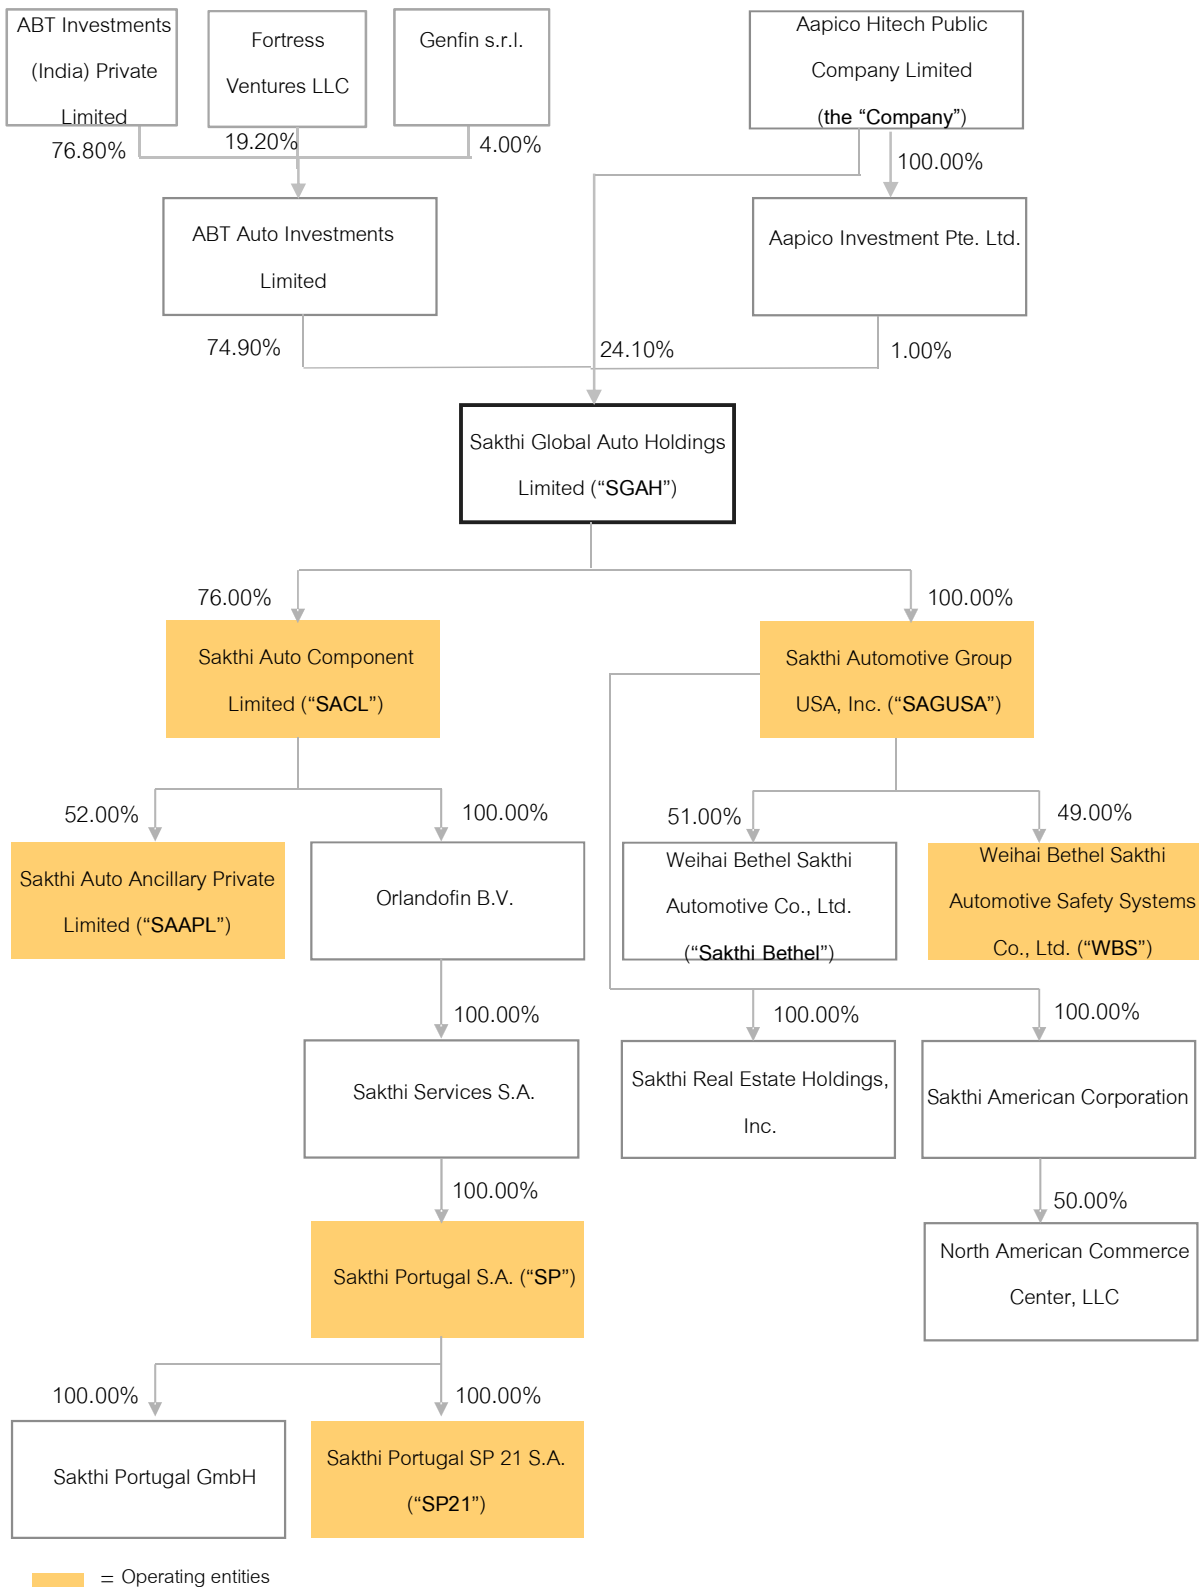 ABT Investments
(India) Private
Limited
Fortress
Ventures LLC
Genfin s.r.l.
Aapico Hitech Public
Company Limited
(the “Company”)
76.80%
19.20%
4.00%
100.00%
ABT Auto Investments
Limited
Aapico Investment Pte. Ltd.
74.90%
24.10%
1.00%
Sakthi Global Auto Holdings
Limited (“SGAH”)
76.00%
100.00%
Sakthi Auto Component
Limited (“SACL”)
Sakthi Automotive Group
USA, Inc. (“SAGUSA”)
52.00%
100.00%
51.00%
49.00%
Sakthi Auto Ancillary Private
Limited (“SAAPL”)
Orlandofin B.V.
Weihai Bethel Sakthi
Automotive Co., Ltd.
(“Sakthi Bethel”)
Weihai Bethel Sakthi
Automotive Safety Systems
Co., Ltd. (“WBS”)
100.00%
100.00%
100.00%
Sakthi Services S.A.
Sakthi Real Estate Holdings,
Inc.
Sakthi American Corporation
100.00%
50.00%
Sakthi Portugal S.A. (“SP”)
North American Commerce
Center, LLC
100.00%
100.00%
Sakthi Portugal GmbH
Sakthi Portugal SP 21 S.A.
(“SP21”)
= Operating entities